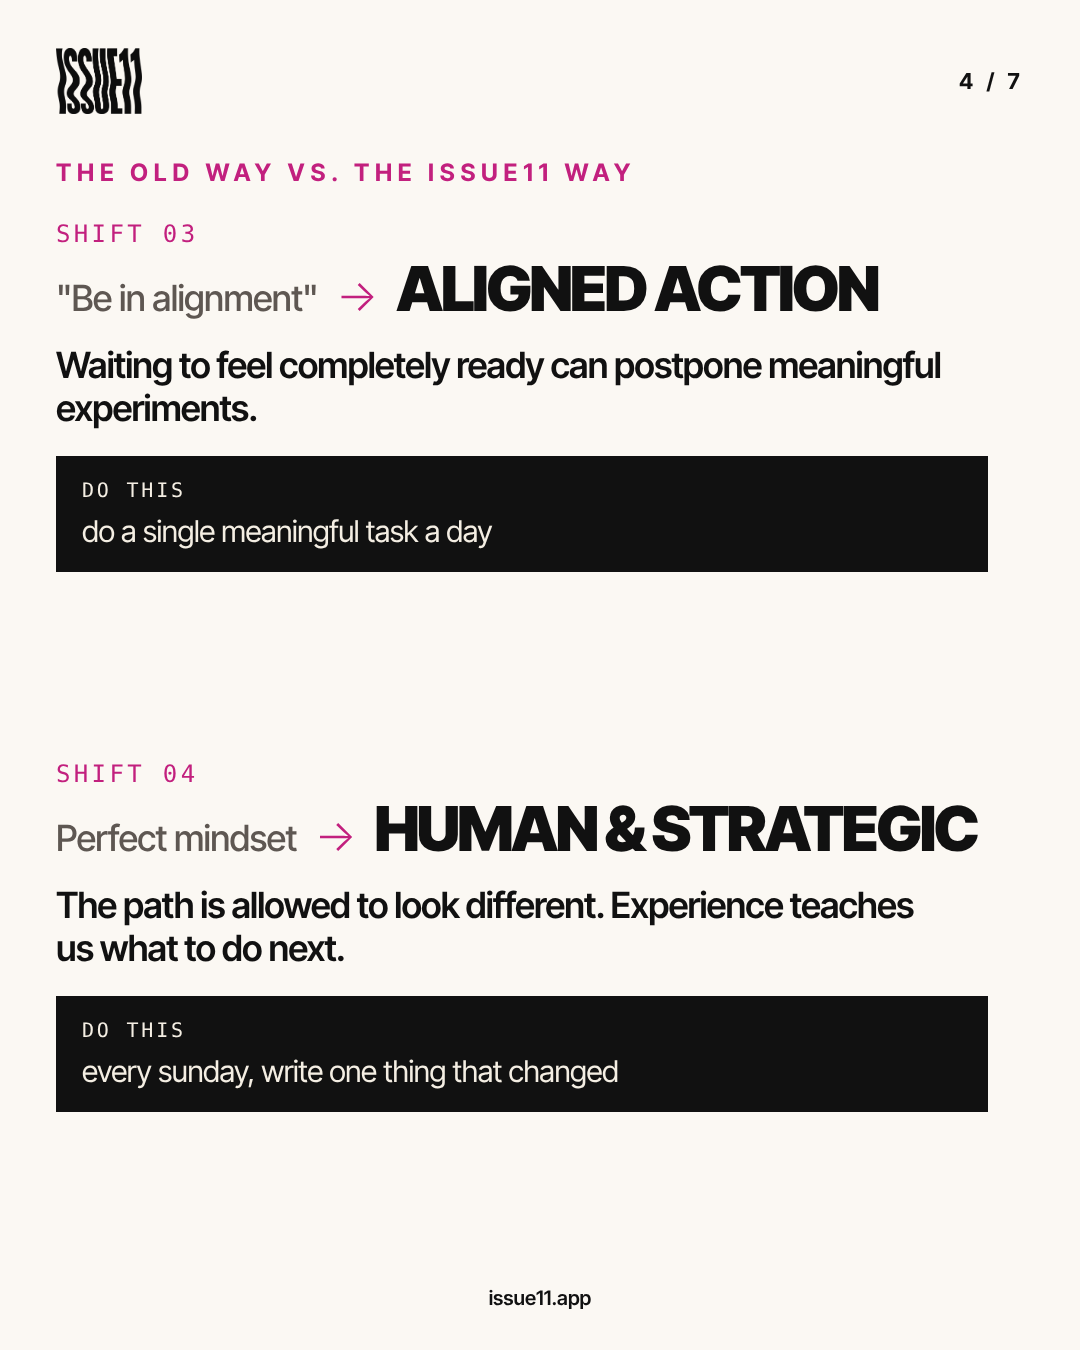 ISSUE11
4 / 7
THE OLD WAY VS. THE ISSUE11 WAY
SHIFT 03
"Be in alignment" → ALIGNED ACTION
Waiting to feel completely ready can postpone meaningful
experiments.
DO THIS
do a single meaningful task a day
SHIFT 04
Perfect mindset → HUMAN & STRATEGIC
The path is allowed to look different. Experience teaches
us what to do next.
DO THIS
every sunday, write one thing that changed
issue11.app